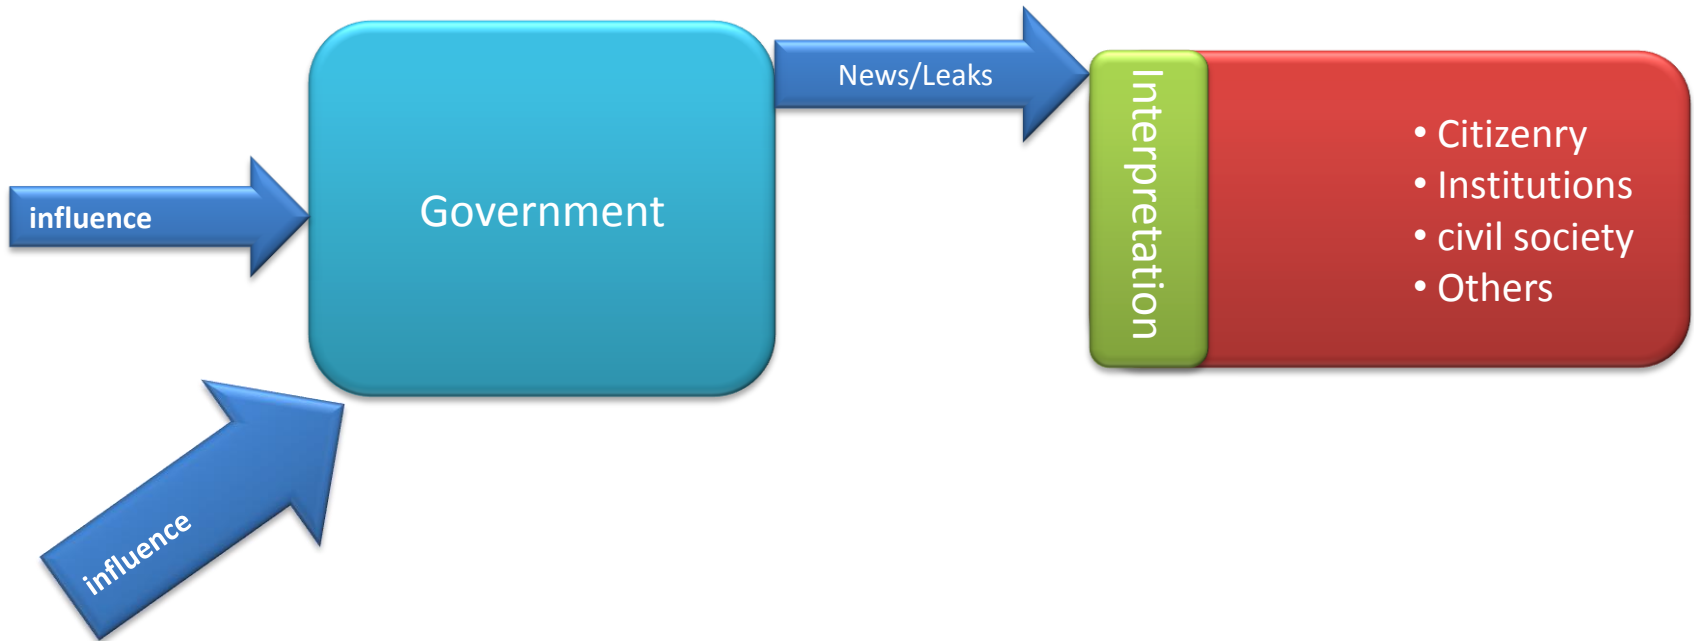 News/Leaks
Interpretation
• Citizenry
• Institutions
• civil society
• Others
Government
influence
influence